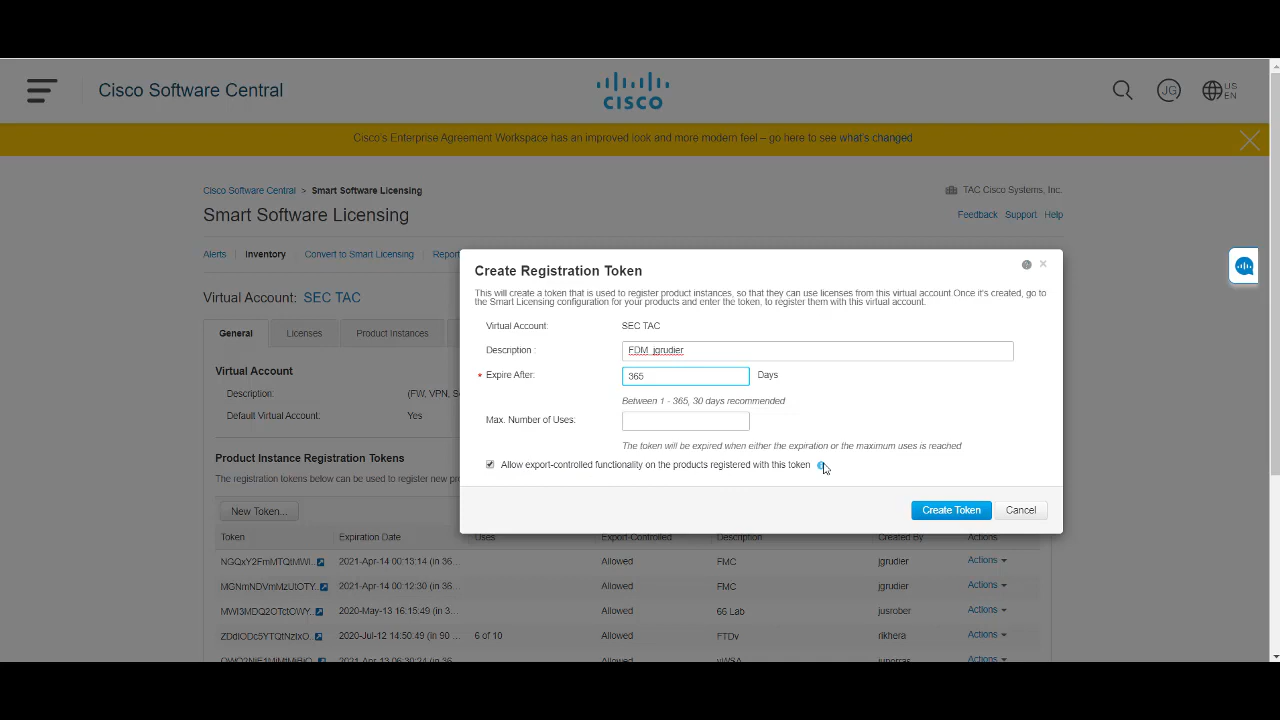 Cisco Software Central
CISCO
JG
US
EN
Cisco's Enterprise Agreement Workspace has an improved look and more modern feel – go here to see what's changed
Cisco Software Central > Smart Software Licensing
TAC Cisco Systems, Inc.
Smart Software Licensing
Feedback Support Help
Alerts Inventory Convert to Smart Licensing Report
Virtual Account: SEC TAC
General Licenses Product Instances
Virtual Account
Description: (FW, VPN, S
Default Virtual Account: Yes
Product Instance Registration Tokens
The registration tokens below can be used to register new pro
New Token...
Create Registration Token
This will create a token that is used to register product instances, so that they can use licenses from this virtual account.Once it's created, go to
the Smart Licensing configuration for your products and enter the token, to register them with this virtual account.
Virtual Account: SEC TAC
Description : FDM_jgrudier
* Expire After: 365 Days
Between 1 - 365, 30 days recommended
Max. Number of Uses:
The token will be expired when either the expiration or the maximum uses is reached
Allow export-controlled functionality on the products registered with this token
Create Token Cancel
Token Expiration Date Uses Export-Controlled Description Created By Actions
2021-Apr-14 00:13:14 (in 36... Allowed FMC jgrudier Actions
2021-Apr-14 00:12:30 (in 36... Allowed FMC jgrudier Actions
2020-May-13 16:15:49 (in 3... Allowed 66 Lab jusrober Actions
2020-Jul-12 14:50:49 (in 90 ... 6 of 10 Allowed FTDv rikhera Actions
2021-Apr-13 06:30:24 (in 36... Allowed Actions